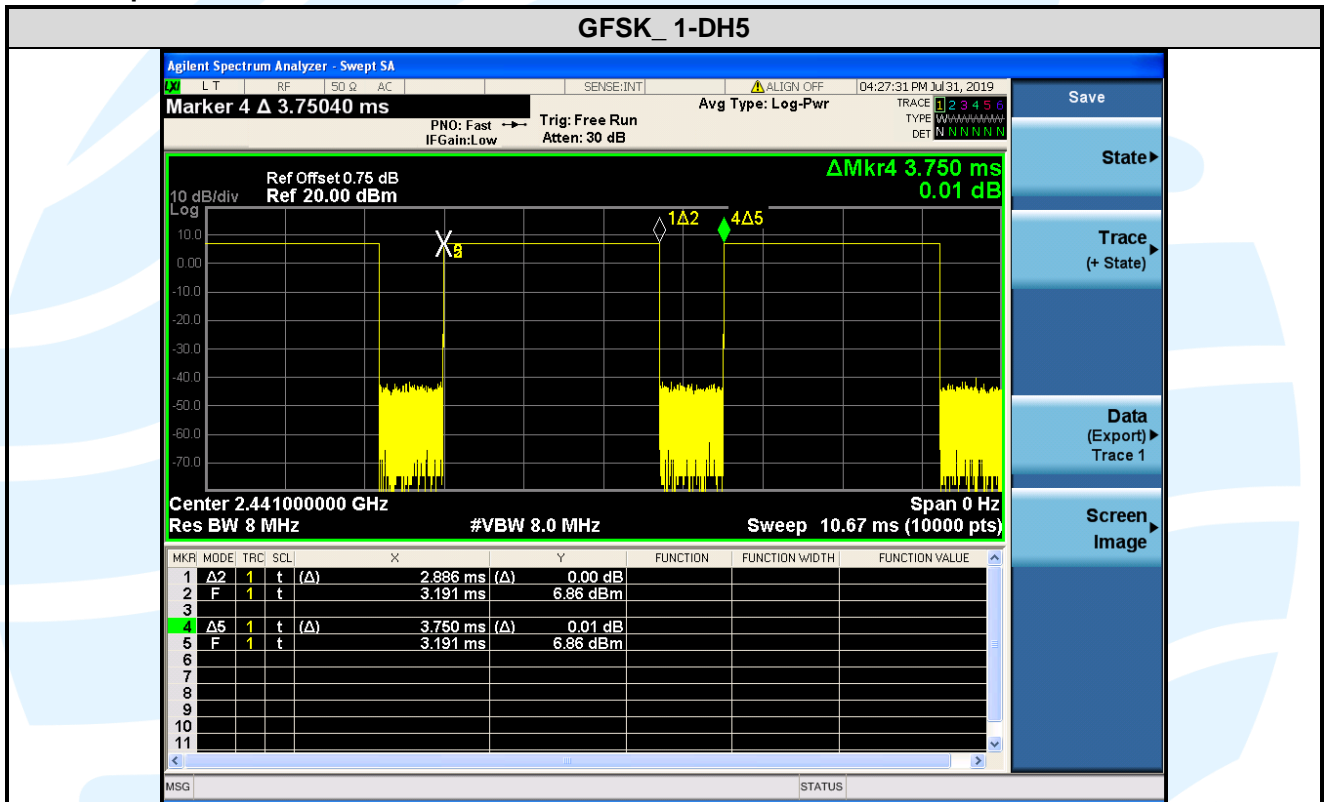 GFSK_ 1-DH5
Agilent Spectrum Analyzer - Swept SA
LXI L T RF 50 Ω AC SENSE:INT ALIGN OFF 04:27:31 PM Jul 31, 2019
Marker 4 Δ 3.75040 ms
PNO: Fast
IFGain:Low
Trig: Free Run
Atten: 30 dB
Avg Type: Log-Pwr
TRACE 1 2 3 4 5 6
TYPE
DET N N N N N N
ΔMkr4 3.750 ms
0.01 dB
Ref Offset 0.75 dB
10 dB/div Ref 20.00 dBm
Log
10.0
0.00
-10.0
-20.0
-30.0
-40.0
-50.0
-60.0
-70.0
1Δ2
4Δ5
Center 2.441000000 GHz Span 0 Hz
Res BW 8 MHz #VBW 8.0 MHz Sweep 10.67 ms (10000 pts)
MKR MODE TRC SCL X Y FUNCTION FUNCTION WIDTH FUNCTION VALUE
1 Δ2 1 t (Δ) 2.886 ms (Δ) 0.00 dB
2 F 1 t 3.191 ms 6.86 dBm
3
4 Δ5 1 t (Δ) 3.750 ms (Δ) 0.01 dB
5 F 1 t 3.191 ms 6.86 dBm
6
7
8
9
10
11
MSG STATUS
Save
State
Trace
(+ State)
Data
(Export)
Trace 1
Screen
Image